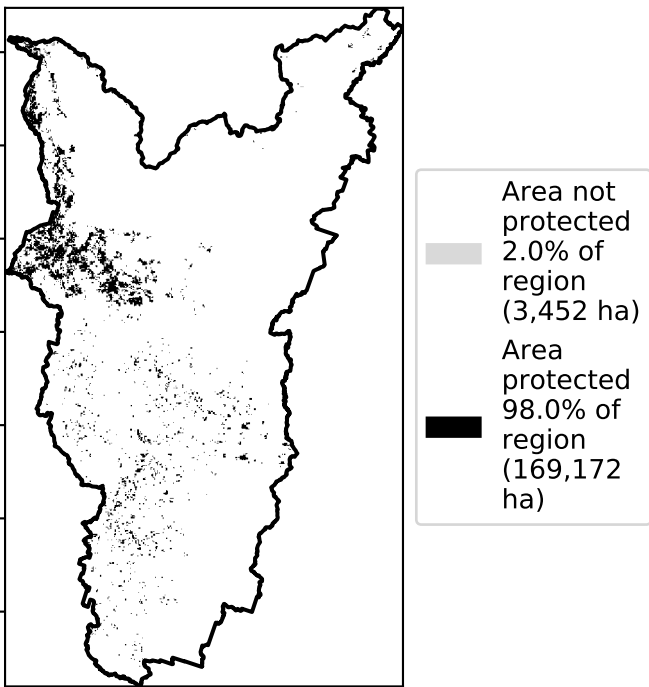 Area not
protected
2.0% of
region
(3,452 ha)
Area
protected
98.0% of
region
(169,172
ha)